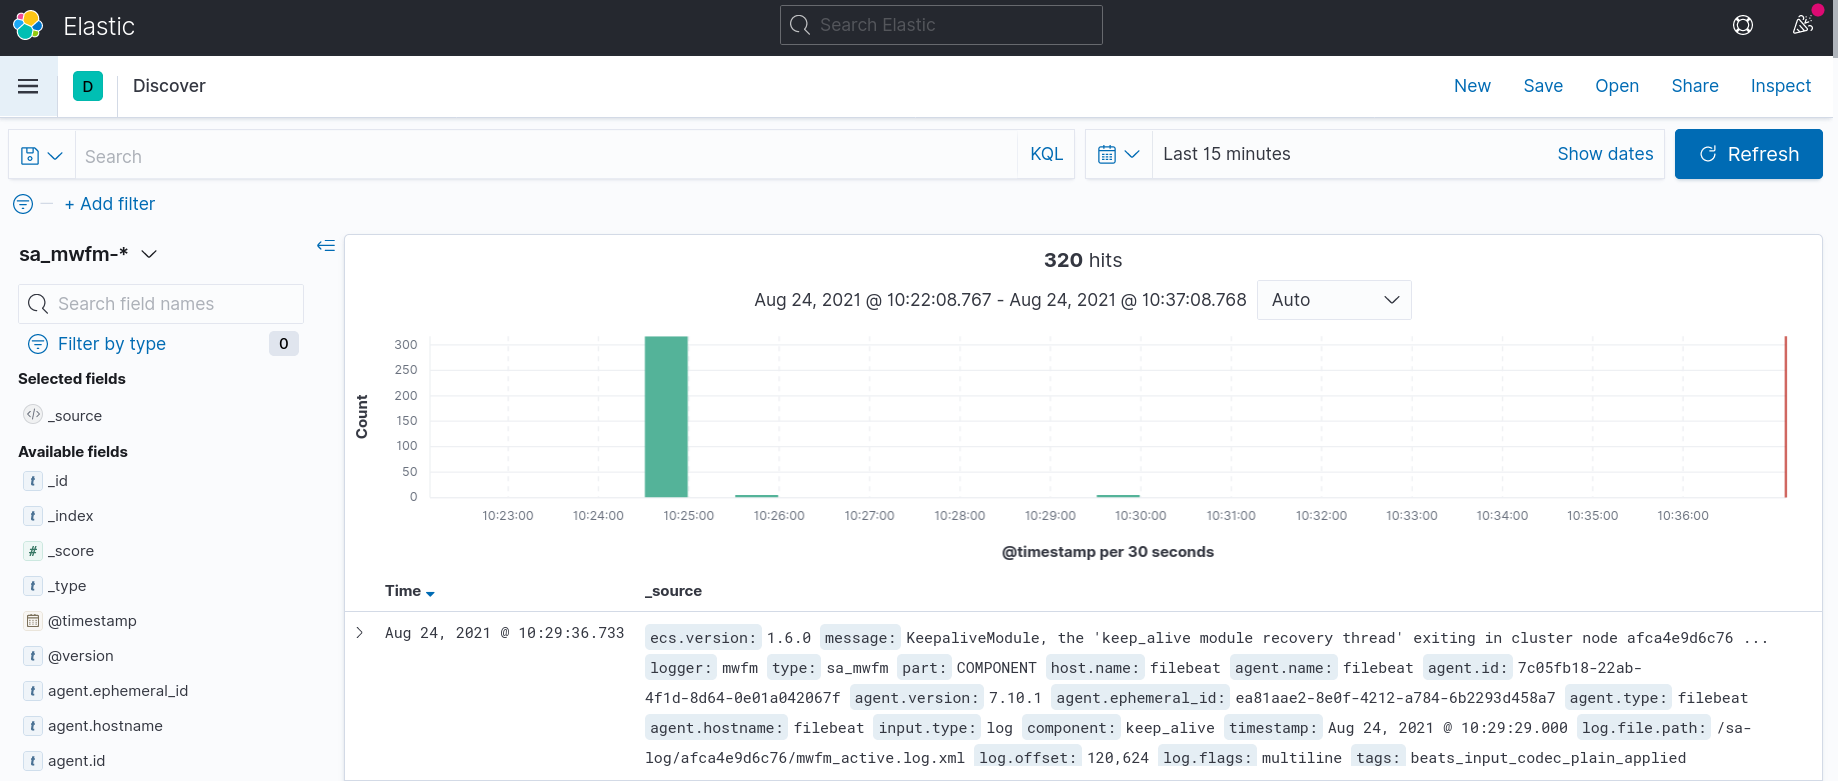 Elastic
Search Elastic
D
Discover
New Save Open Share Inspect
Search
KQL
Last 15 minutes
Show dates
Refresh
+ Add filter
sa_mwfm-*
Search field names
Filter by type
0
Selected fields
</> _source
Available fields
t _id
t _index
# _score
t _type
@timestamp
t @version
t agent.ephemeral_id
t agent.hostname
t agent.id
320 hits
Aug 24, 2021 @ 10:22:08.767 - Aug 24, 2021 @ 10:37:08.768
Auto
Count
300
250
200
150
100
50
0
10:23:00 10:24:00 10:25:00 10:26:00 10:27:00 10:28:00 10:29:00 10:30:00 10:31:00 10:32:00 10:33:00 10:34:00 10:35:00 10:36:00
@timestamp per 30 seconds
Time _source
Aug 24, 2021 @ 10:29:36.733
ecs.version: 1.6.0 message: KeepaliveModule, the 'keep_alive module recovery thread' exiting in cluster node afca4e9d6c76 ...
logger: mwfm type: sa_mwfm part: COMPONENT host.name: filebeat agent.name: filebeat agent.id: 7c05fb18-22ab-
4f1d-8d64-0e01a042067f agent.version: 7.10.1 agent.ephemeral_id: ea81aae2-8e0f-4212-a784-6b2293d458a7 agent.type: filebeat
agent.hostname: filebeat input.type: log component: keep_alive timestamp: Aug 24, 2021 @ 10:29:29.000 log.file.path: /sa-
log/afca4e9d6c76/mwfm_active.log.xml log.offset: 120,624 log.flags: multiline tags: beats_input_codec_plain_applied